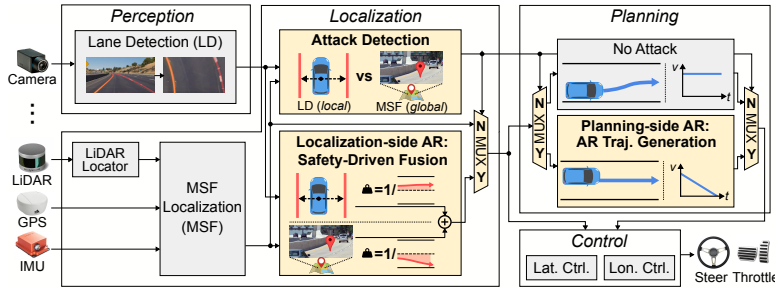 Perception
Lane Detection (LD)
Camera
LiDAR
LiDAR
Locator
GPS
IMU
MSF
Localization
(MSF)
Localization
Attack Detection
vs
LD (local)
MSF (global)
Localization-side AR:
Safety-Driven Fusion
=1/
=1/
N
MUX
Y
Planning
No Attack
v
t
N
MUX
Y
Planning-side AR:
AR Traj. Generation
v
t
N
MUX
Y
Control
Lat. Ctrl.
Lon. Ctrl.
Steer
Throttle